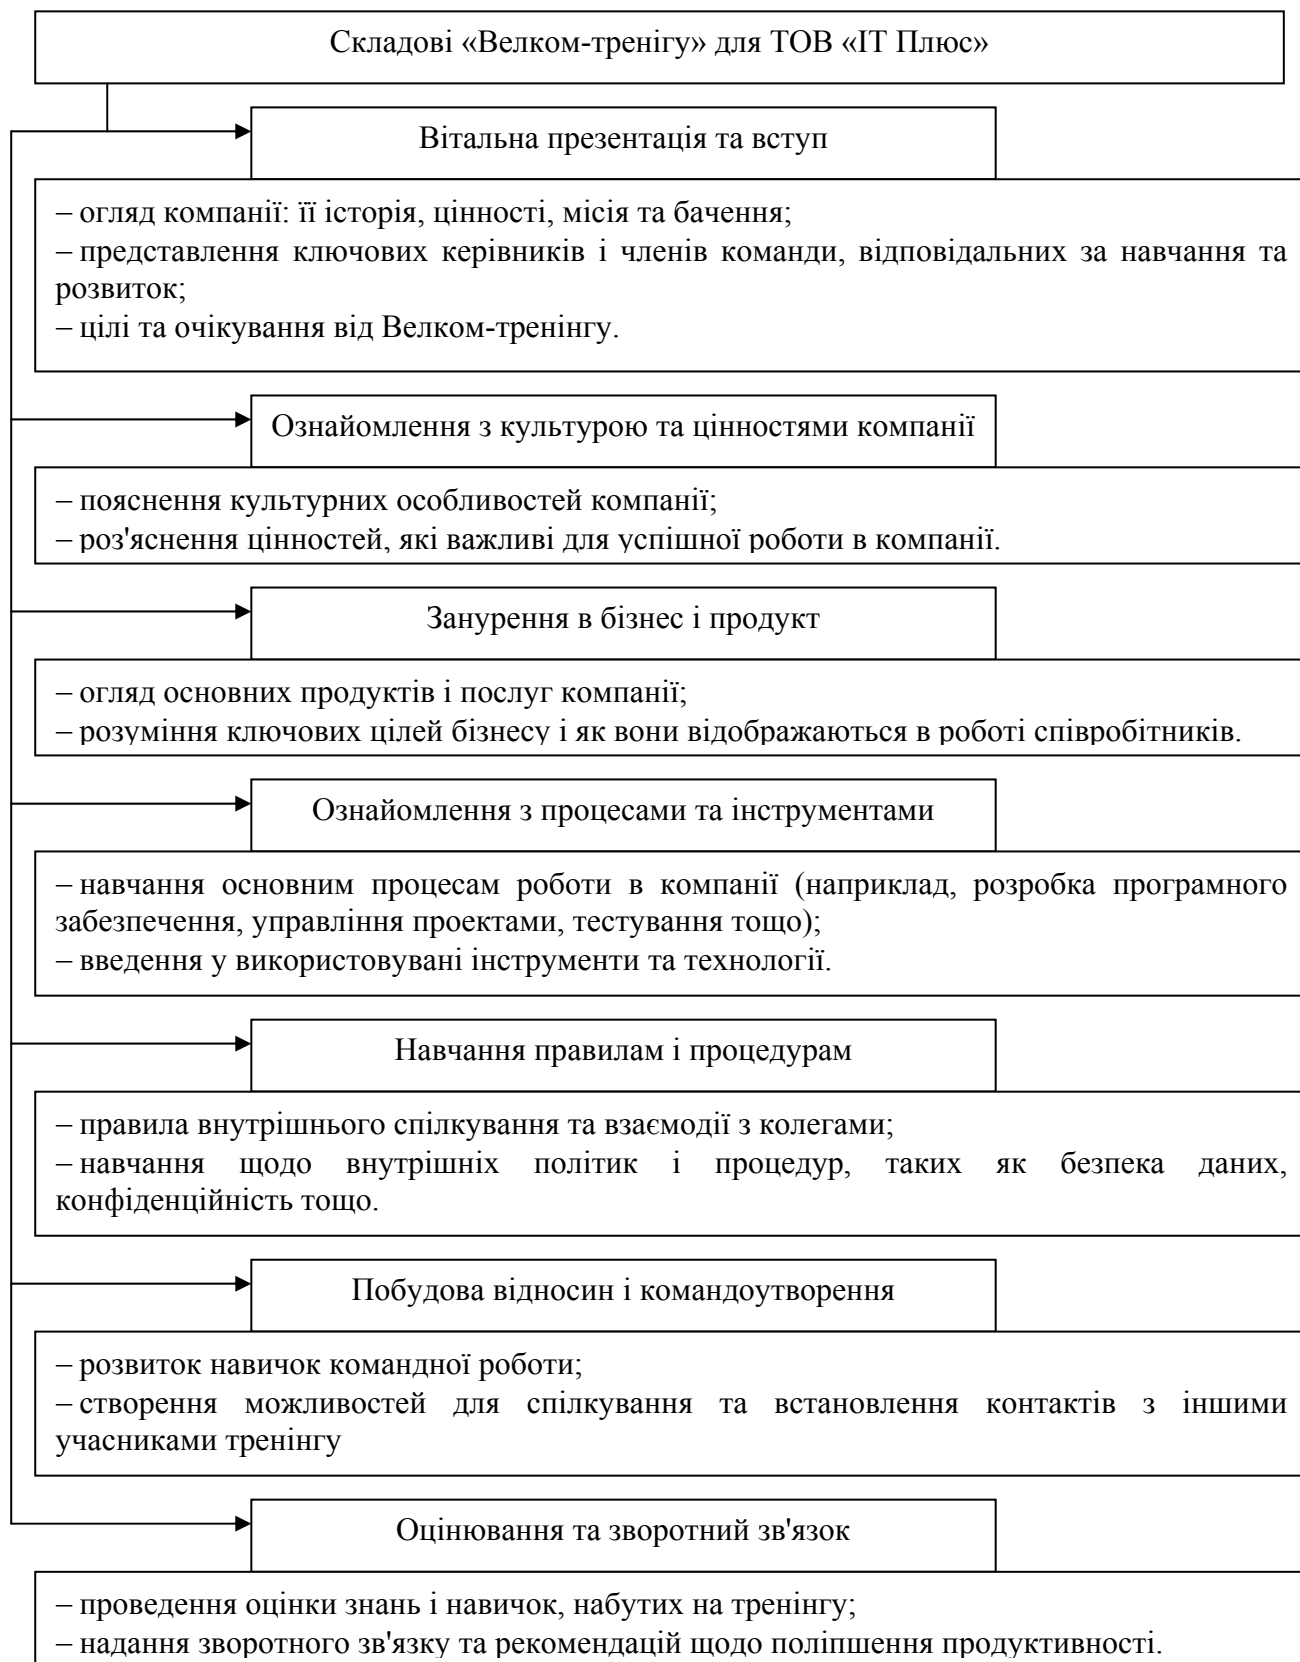 Складові «Велком-тренігу» для ТОВ «ІТ Плюс»
Вітальна презентація та вступ
– огляд компанії: її історія, цінності, місія та бачення;
– представлення ключових керівників і членів команди, відповідальних за навчання та
розвиток;
– цілі та очікування від Велком-тренінгу.
Ознайомлення з культурою та цінностями компанії
– пояснення культурних особливостей компанії;
– роз'яснення цінностей, які важливі для успішної роботи в компанії.
Занурення в бізнес і продукт
– огляд основних продуктів і послуг компанії;
– розуміння ключових цілей бізнесу і як вони відображаються в роботі співробітників.
Ознайомлення з процесами та інструментами
– навчання основним процесам роботи в компанії (наприклад, розробка програмного
забезпечення, управління проектами, тестування тощо);
– введення у використовувані інструменти та технології.
Навчання правилам і процедурам
– правила внутрішнього спілкування та взаємодії з колегами;
– навчання щодо внутрішніх політик і процедур, таких як безпека даних,
конфіденційність тощо.
Побудова відносин і командоутворення
– розвиток навичок командної роботи;
– створення можливостей для спілкування та встановлення контактів з іншими
учасниками тренінгу
Оцінювання та зворотний зв'язок
– проведення оцінки знань і навичок, набутих на тренінгу;
– надання зворотного зв'язку та рекомендацій щодо поліпшення продуктивності.